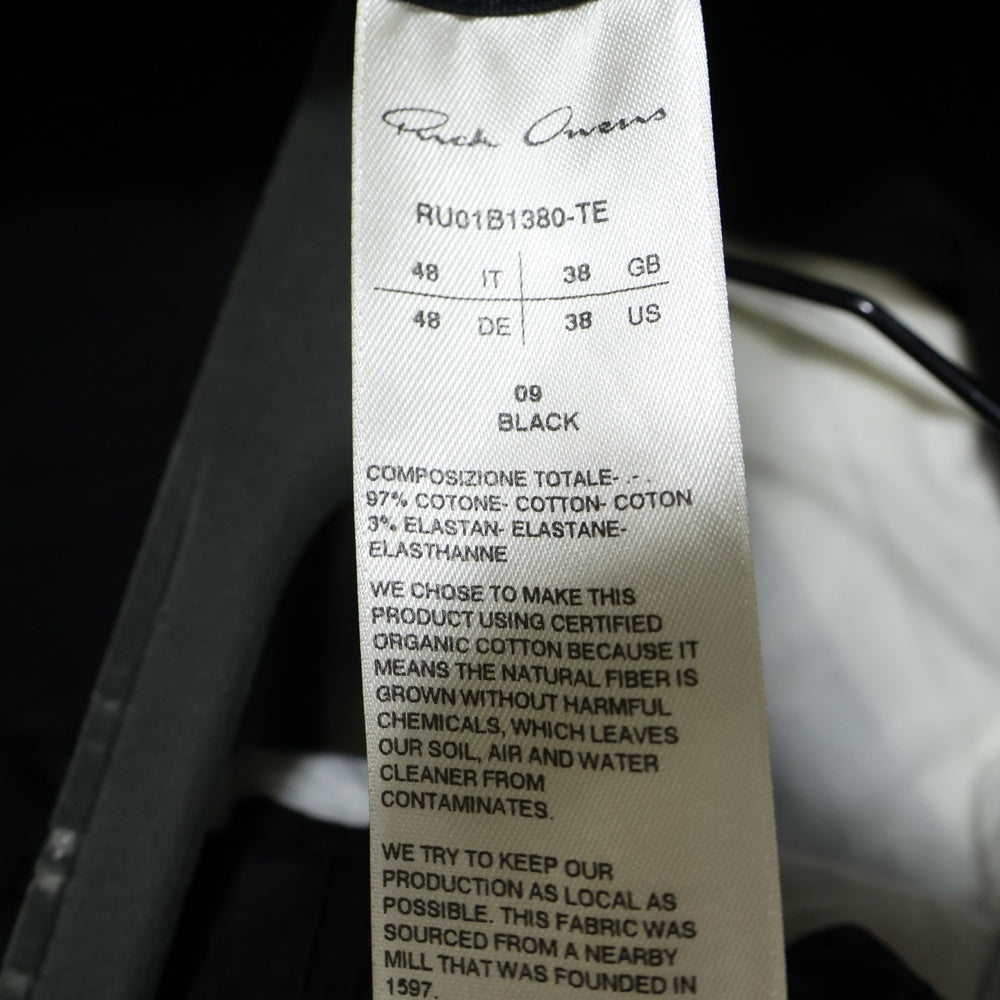 Rick Owens
RU01B1380-TE
48 IT 38 GB
48 DE 38 US
09
BLACK
COMPOSIZIONE TOTALE- .- .
97% COTONE- COTTON- COTON
3% ELASTAN- ELASTANE-
ELASTHANNE
WE CHOSE TO MAKE THIS
PRODUCT USING CERTIFIED
ORGANIC COTTON BECAUSE IT
MEANS THE NATURAL FIBER IS
GROWN WITHOUT HARMFUL
CHEMICALS, WHICH LEAVES
OUR SOIL, AIR AND WATER
CLEANER FROM
CONTAMINATES.
WE TRY TO KEEP OUR
PRODUCTION AS LOCAL AS
POSSIBLE. THIS FABRIC WAS
SOURCED FROM A NEARBY
MILL THAT WAS FOUNDED IN
1597.